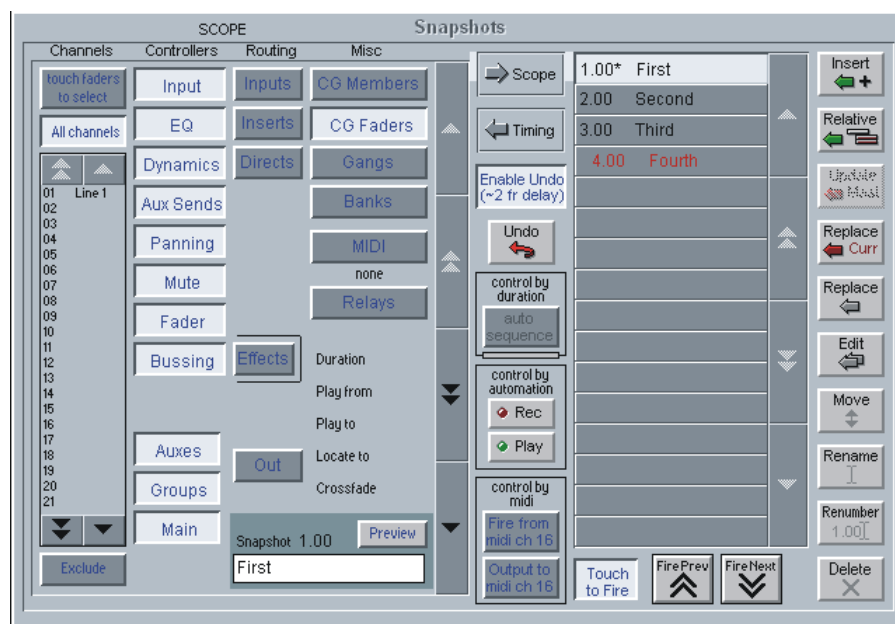 SCOPE
Snapshots
Channels Controllers Routing Misc
touch faders
to select
All channels
01 Line 1
02
03
04
05
06
07
08
09
10
11
12
13
14
15
16
17
18
19
20
21
Exclude
Input
EQ
Dynamics
Aux Sends
Panning
Mute
Fader
Bussing
Auxes
Groups
Main
Inputs
Inserts
Directs
Effects
Out
CG Members
CG Faders
Gangs
Banks
MIDI
none
Relays
Duration
Play from
Play to
Locate to
Crossfade
Snapshot 1.00 Preview
First
Scope
Timing
Enable Undo
(~2 fr delay)
Undo
control by
duration
auto
sequence
control by
automation
Rec
Play
control by
midi
Fire from
midi ch 16
Output to
midi ch 16
1.00* First
2.00 Second
3.00 Third
4.00 Fourth
Touch
to Fire
Fire Prev
Fire Next
Insert
+
Relative
Update
Replace
Curr
Replace
Edit
Move
Rename
Renumber
1.00
Delete